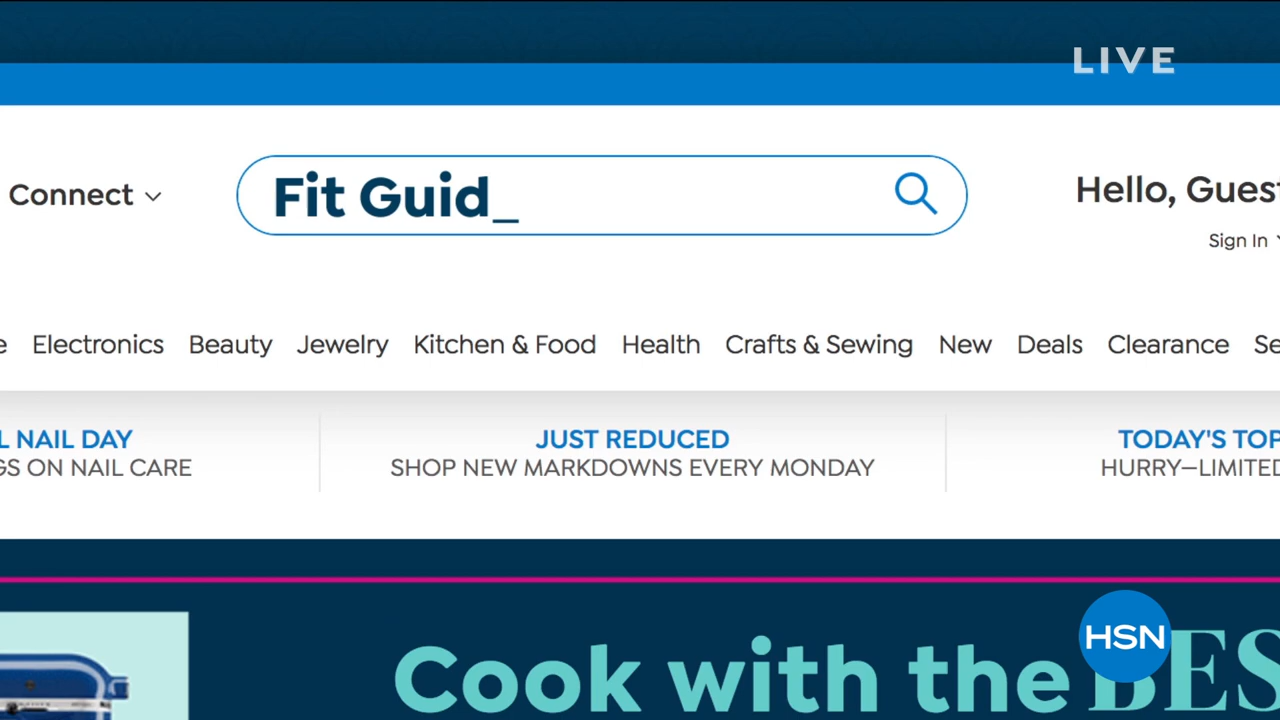 LIVE
Connect
Fit Guid_
Hello, Guest
Sign In
e Electronics Beauty Jewelry Kitchen & Food Health Crafts & Sewing New Deals Clearance Se
L NAIL DAY
GS ON NAIL CARE
JUST REDUCED
SHOP NEW MARKDOWNS EVERY MONDAY
TODAY'S TOP
HURRY—LIMITED
Cook with the BES
HSN